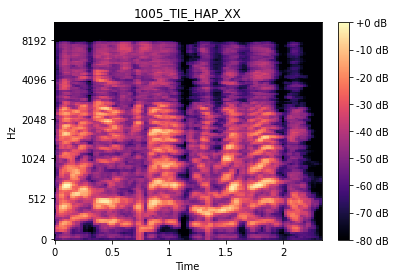 1005_TIE_HAP_XX
+0 dB
8192
-10 dB
4096
-20 dB
-30 dB
2048
-40 dB
Hz
1024
-50 dB
512
-60 dB
-70 dB
0
-80 dB
0 0.5 1 1.5 2
Time